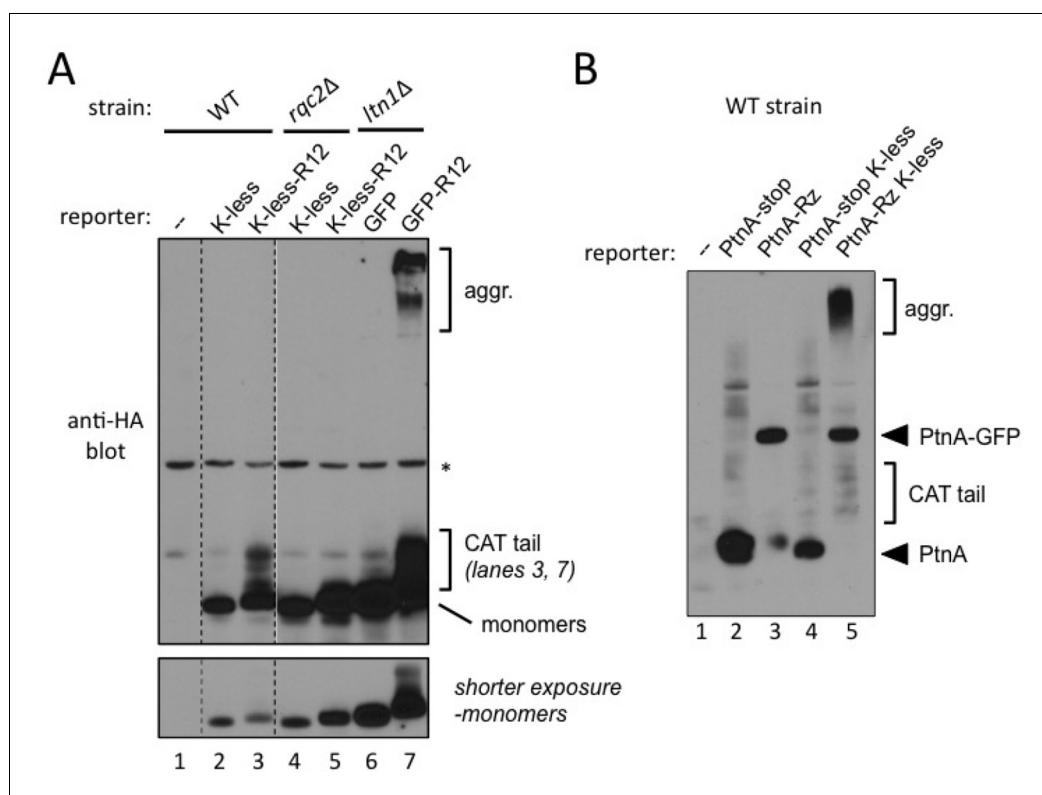 A
strain:
WT
rqc2Δ
ltn1Δ
reporter:
--
K-less
K-less-R12
K-less
K-less-R12
GFP
GFP-R12
aggr.
anti-HA
blot
*
CAT tail
(lanes 3, 7)
monomers
shorter exposure
-monomers
1 2 3 4 5 6 7
B
WT strain
reporter:
--
PtnA-stop
PtnA-Rz
PtnA-stop K-less
PtnA-Rz K-less
aggr.
PtnA-GFP
CAT tail
PtnA
1 2 3 4 5